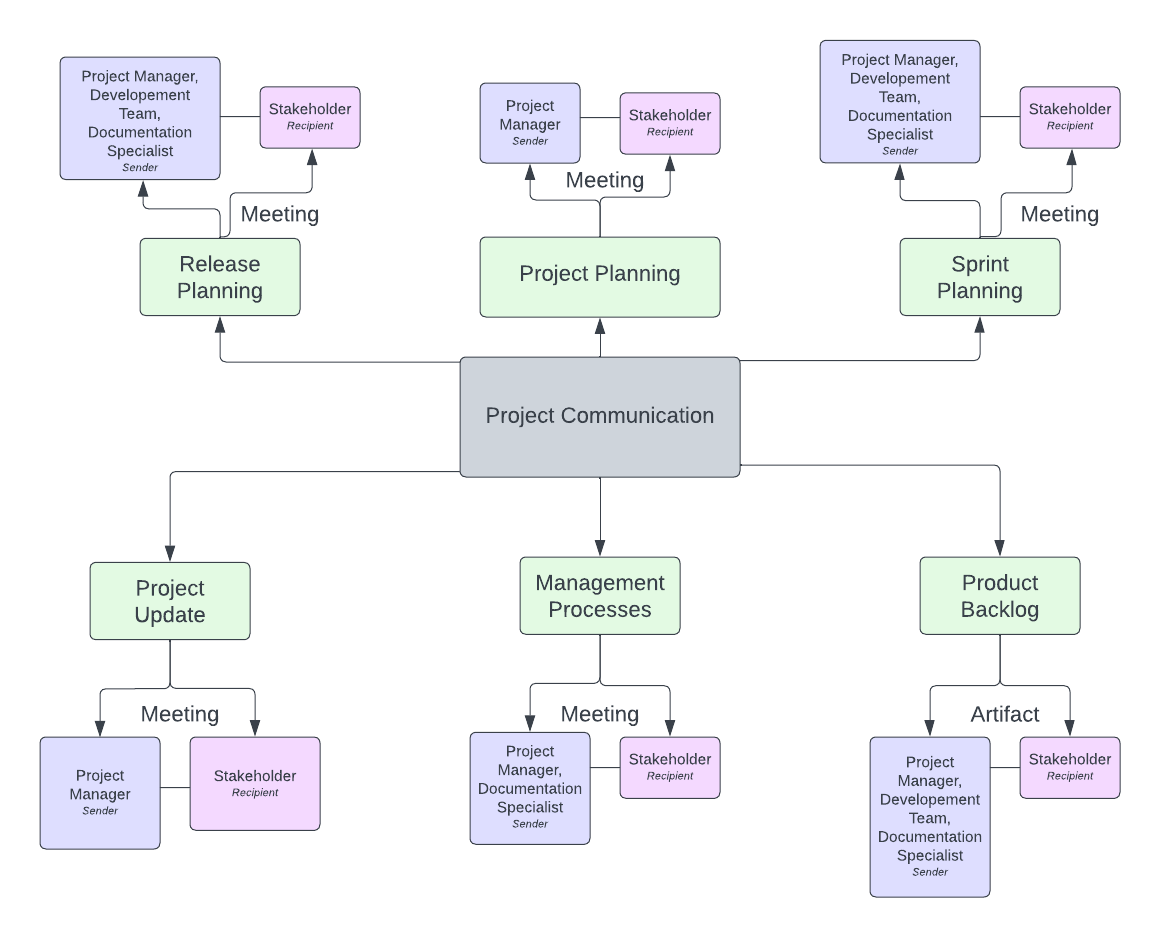 Project Manager,
Developement
Team,
Documentation
Specialist
Sender
Stakeholder
Recipient
Meeting
Release
Planning
Project
Manager
Sender
Stakeholder
Recipient
Meeting
Project Planning
Project Manager,
Developement
Team,
Documentation
Specialist
Sender
Stakeholder
Recipient
Meeting
Sprint
Planning
Project Communication
Project
Update
Meeting
Project
Manager
Sender
Stakeholder
Recipient
Management
Processes
Meeting
Project
Manager,
Documentation
Specialist
Sender
Stakeholder
Recipient
Product
Backlog
Artifact
Project
Manager,
Developement
Team,
Documentation
Specialist
Sender
Stakeholder
Recipient